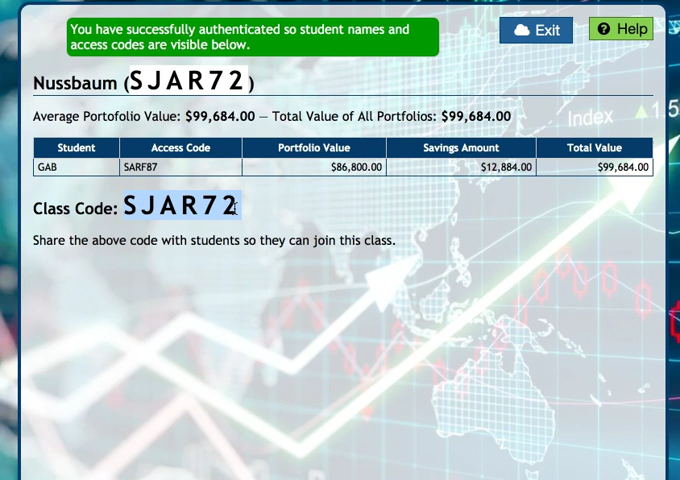 You have successfully authenticated so student names and
access codes are visible below.
Exit
Help
Nussbaum (SJAR72)
Average Portofolio Value: $99,684.00 — Total Value of All Portfolios: $99,684.00
Index 1.5
Student Access Code Portfolio Value Savings Amount Total Value
GAB SARF87 $86,800.00 $12,884.00 $99,684.00
Class Code: SJAR72
Share the above code with students so they can join this class.